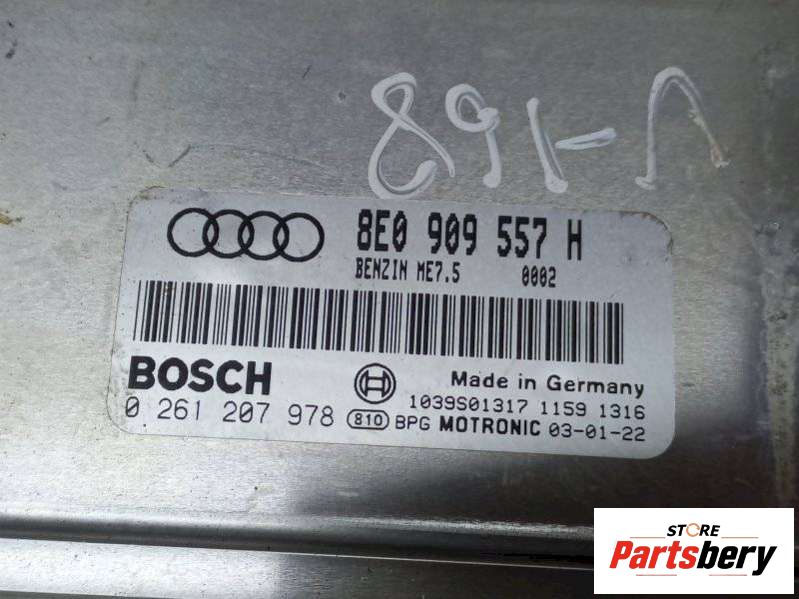 891-1
8E0 909 557 H
BENZIN ME7.5 0002
BOSCH
Made in Germany
1039S01317 1159 1316
0 261 207 978 810 BPG MOTRONIC 03-01-22
STORE
Partsbery